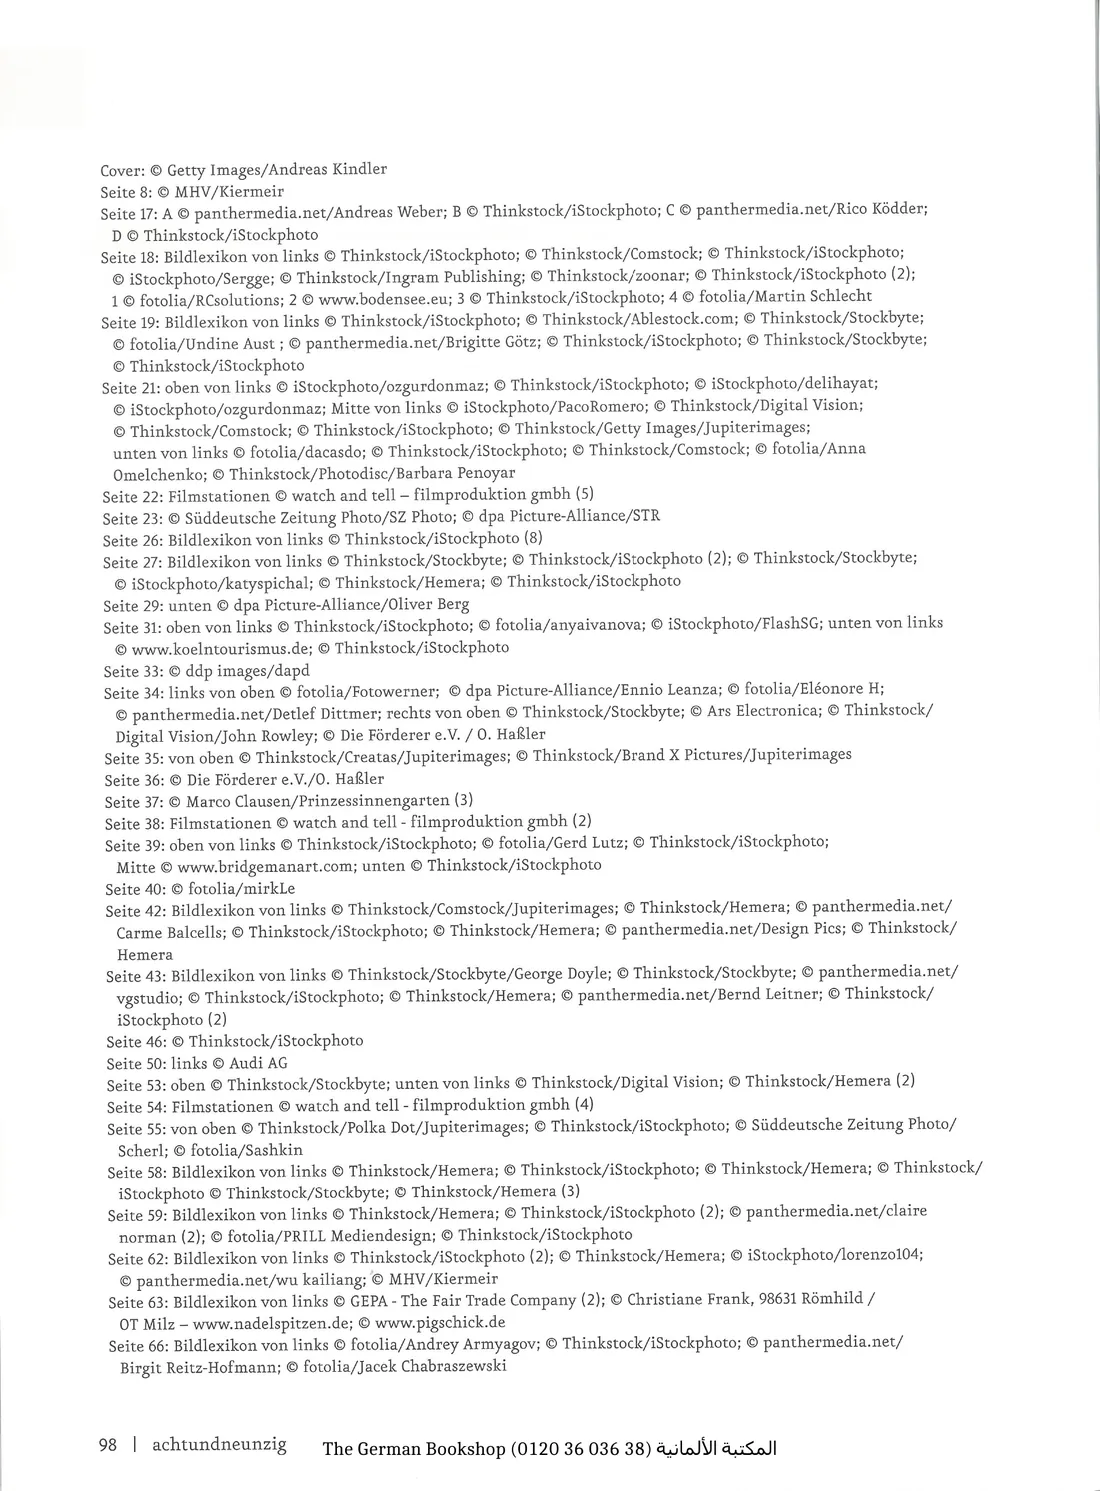 Cover: © Getty Images/Andreas Kindler
Seite 8: © MHV/Kiermeir
Seite 17: A © panthermedia.net/Andreas Weber; B © Thinkstock/iStockphoto; C © panthermedia.net/Rico Ködder;
D © Thinkstock/iStockphoto
Seite 18: Bildlexikon von links © Thinkstock/iStockphoto; © Thinkstock/Comstock; © Thinkstock/iStockphoto;
© iStockphoto/Sergge; © Thinkstock/Ingram Publishing; © Thinkstock/zoonar; © Thinkstock/iStockphoto (2);
1 © fotolia/RCsolutions; 2 © www.bodensee.eu; 3 © Thinkstock/iStockphoto; 4 © fotolia/Martin Schlecht
Seite 19: Bildlexikon von links © Thinkstock/iStockphoto; © Thinkstock/Ablestock.com; © Thinkstock/Stockbyte;
© fotolia/Undine Aust ; © panthermedia.net/Brigitte Götz; © Thinkstock/iStockphoto; © Thinkstock/Stockbyte;
© Thinkstock/iStockphoto
Seite 21: oben von links © iStockphoto/ozgurdonmaz; © Thinkstock/iStockphoto; © iStockphoto/delihayat;
© iStockphoto/ozgurdonmaz; Mitte von links © iStockphoto/PacoRomero; © Thinkstock/Digital Vision;
© Thinkstock/Comstock; © Thinkstock/iStockphoto; © Thinkstock/Getty Images/Jupiterimages;
unten von links © fotolia/dacasdo; © Thinkstock/iStockphoto; © Thinkstock/Comstock; © fotolia/Anna
Omelchenko; © Thinkstock/Photodisc/Barbara Penoyar
Seite 22: Filmstationen © watch and tell – filmproduktion gmbh (5)
Seite 23: © Süddeutsche Zeitung Photo/SZ Photo; © dpa Picture-Alliance/STR
Seite 26: Bildlexikon von links © Thinkstock/iStockphoto (8)
Seite 27: Bildlexikon von links © Thinkstock/Stockbyte; © Thinkstock/iStockphoto (2); © Thinkstock/Stockbyte;
© iStockphoto/katyspichal; © Thinkstock/Hemera; © Thinkstock/iStockphoto
Seite 29: unten © dpa Picture-Alliance/Oliver Berg
Seite 31: oben von links © Thinkstock/iStockphoto; © fotolia/anyaivanova; © iStockphoto/FlashSG; unten von links
© www.koelntourismus.de; © Thinkstock/iStockphoto
Seite 33: © ddp images/dapd
Seite 34: links von oben © fotolia/Fotowerner; © dpa Picture-Alliance/Ennio Leanza; © fotolia/Eléonore H;
© panthermedia.net/Detlef Dittmer; rechts von oben © Thinkstock/Stockbyte; © Ars Electronica; © Thinkstock/
Digital Vision/John Rowley; © Die Förderer e.V. / O. Haßler
Seite 35: von oben © Thinkstock/Creatas/Jupiterimages; © Thinkstock/Brand X Pictures/Jupiterimages
Seite 36: © Die Förderer e.V./O. Haßler
Seite 37: © Marco Clausen/Prinzessinnengarten (3)
Seite 38: Filmstationen © watch and tell - filmproduktion gmbh (2)
Seite 39: oben von links © Thinkstock/iStockphoto; © fotolia/Gerd Lutz; © Thinkstock/iStockphoto;
Mitte © www.bridgemanart.com; unten © Thinkstock/iStockphoto
Seite 40: © fotolia/mirkLe
Seite 42: Bildlexikon von links © Thinkstock/Comstock/Jupiterimages; © Thinkstock/Hemera; © panthermedia.net/
Carme Balcells; © Thinkstock/iStockphoto; © Thinkstock/Hemera; © panthermedia.net/Design Pics; © Thinkstock/
Hemera
Seite 43: Bildlexikon von links © Thinkstock/Stockbyte/George Doyle; © Thinkstock/Stockbyte; © panthermedia.net/
vgstudio; © Thinkstock/iStockphoto; © Thinkstock/Hemera; © panthermedia.net/Bernd Leitner; © Thinkstock/
iStockphoto (2)
Seite 46: © Thinkstock/iStockphoto
Seite 50: links © Audi AG
Seite 53: oben © Thinkstock/Stockbyte; unten von links © Thinkstock/Digital Vision; © Thinkstock/Hemera (2)
Seite 54: Filmstationen © watch and tell - filmproduktion gmbh (4)
Seite 55: von oben © Thinkstock/Polka Dot/Jupiterimages; © Thinkstock/iStockphoto; © Süddeutsche Zeitung Photo/
Scherl; © fotolia/Sashkin
Seite 58: Bildlexikon von links © Thinkstock/Hemera; © Thinkstock/iStockphoto; © Thinkstock/Hemera; © Thinkstock/
iStockphoto © Thinkstock/Stockbyte; © Thinkstock/Hemera (3)
Seite 59: Bildlexikon von links © Thinkstock/Hemera; © Thinkstock/iStockphoto (2); © panthermedia.net/claire
norman (2); © fotolia/PRILL Mediendesign; © Thinkstock/iStockphoto
Seite 62: Bildlexikon von links © Thinkstock/iStockphoto (2); © Thinkstock/Hemera; © iStockphoto/lorenzo104;
© panthermedia.net/wu kailiang; © MHV/Kiermeir
Seite 63: Bildlexikon von links © GEPA - The Fair Trade Company (2); © Christiane Frank, 98631 Römhild /
OT Milz – www.nadelspitzen.de; © www.pigschick.de
Seite 66: Bildlexikon von links © fotolia/Andrey Armyagov; © Thinkstock/iStockphoto; © panthermedia.net/
Birgit Reitz-Hofmann; © fotolia/Jacek Chabraszewski
98 | achtundneunzig
The German Bookshop (0120 36 036 38) المكتبة الألمانية